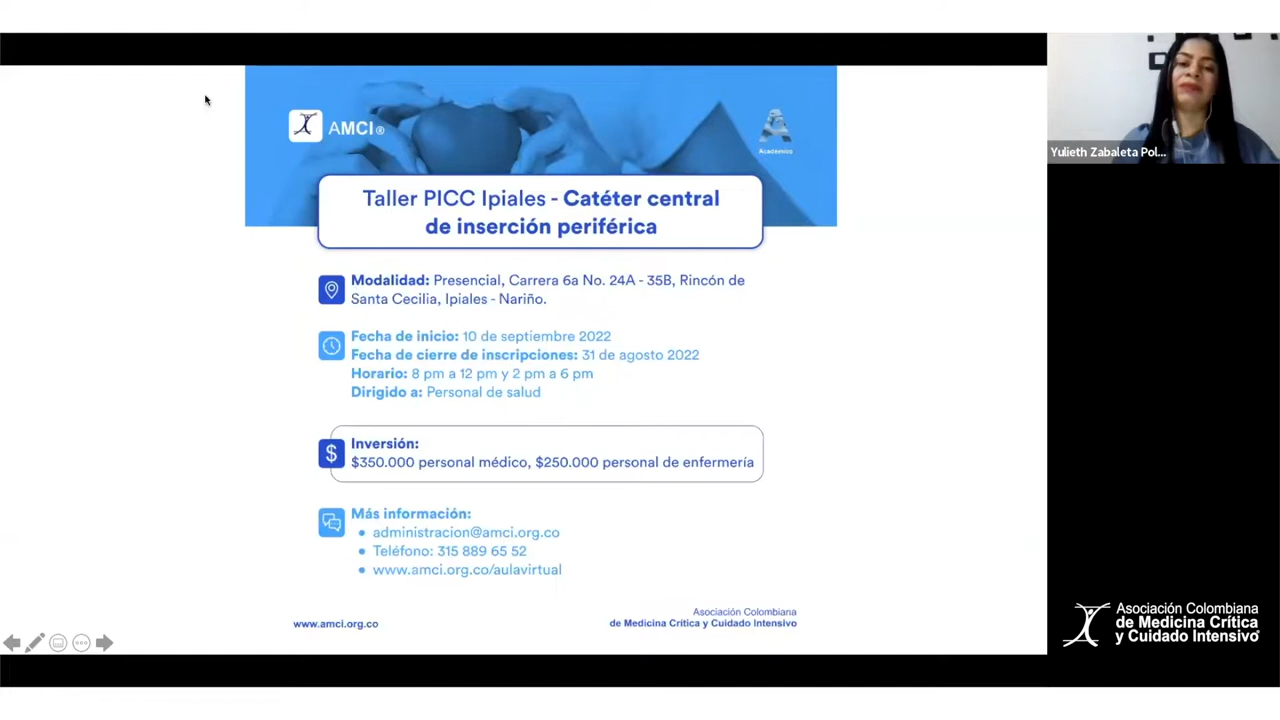 AMCI®
Académico
Taller PICC Ipiales - Catéter central
de inserción periférica
Modalidad: Presencial, Carrera 6a No. 24A - 35B, Rincón de
Santa Cecilia, Ipiales - Nariño.
Fecha de inicio: 10 de septiembre 2022
Fecha de cierre de inscripciones: 31 de agosto 2022
Horario: 8 pm a 12 pm y 2 pm a 6 pm
Dirigido a: Personal de salud
$
Inversión:
$350.000 personal médico, $250.000 personal de enfermería
Más información:
• administracion@amci.org.co
• Teléfono: 315 889 65 52
• www.amci.org.co/aulavirtual
www.amci.org.co
Asociación Colombiana
de Medicina Crítica y Cuidado Intensivo
Yulieth Zabaleta Pol...
Asociación Colombiana
de Medicina Crítica
y Cuidado Intensivo